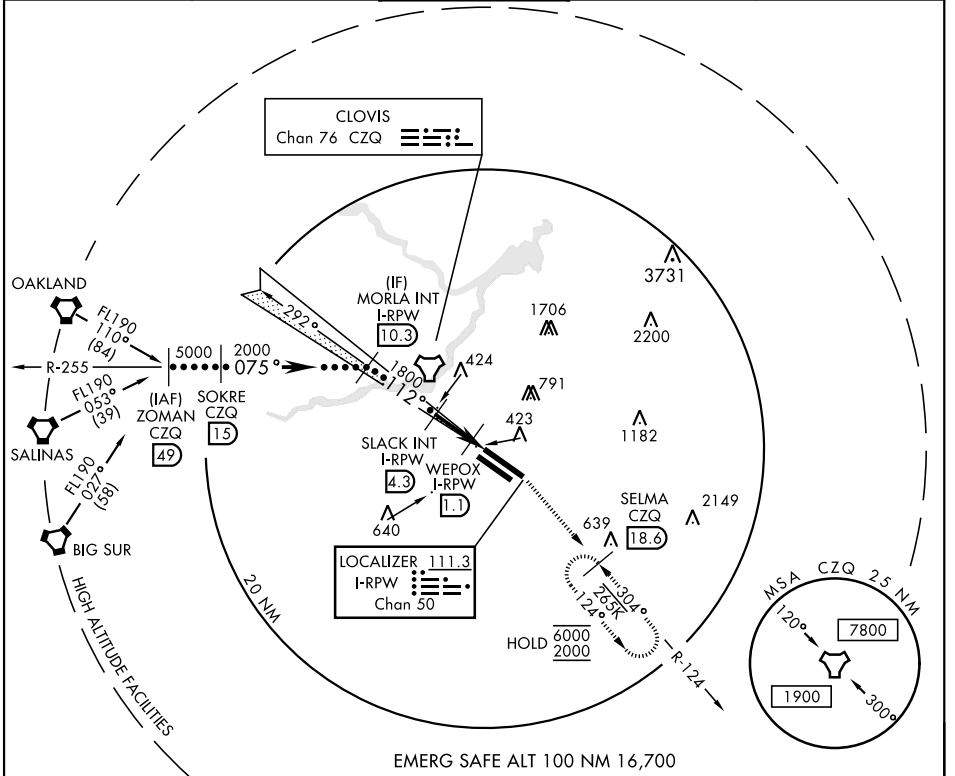 CLOVIS
Chan 76 CZQ
OAKLAND
FL190
110°
(84)
R-255
FL190
053°
(39)
SALINAS
FL190
027°
(58)
BIG SUR
HIGH ALTITUDE FACILITIES
5000
2000
075°
(IAF)
ZOMAN
CZQ
49
SOKRE
CZQ
15
292°
(IF)
MORLA INT
I-RPW
10.3
1800
112°
424
1706
3731
2200
791
423
1182
SLACK INT
I-RPW
4.3
WEPOX
I-RPW
1.1
640
LOCALIZER 111.3
I-RPW
Chan 50
SELMA
CZQ
18.6
639
2149
304°
265K
124°
HOLD 6000
2000
R-124
20 NM
MSA CZQ 25 NM
120°
7800
1900
300°
EMERG SAFE ALT 100 NM 16,700